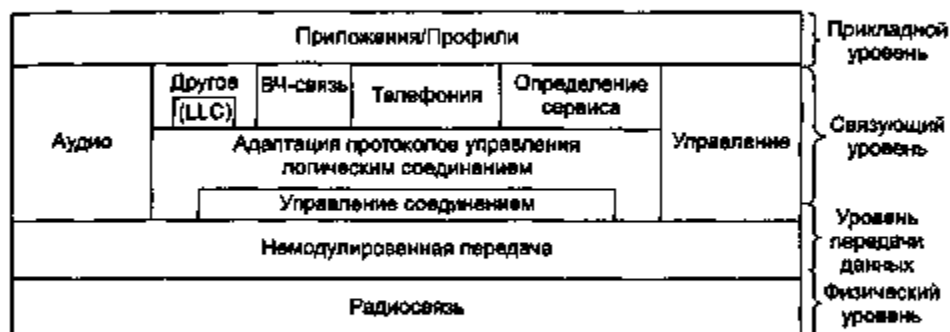 Приложения/Профили
Прикладной
уровень
Аудио
Другое
(LLC)
ВЧ-связь
Телефония
Определение
сервиса
Управление
Адаптация протоколов управления
логическим соединением
Связующий
уровень
Управление соединением
Немодулированная передача
Уровень
передачи
данных
Радиосвязь
Физический
уровень